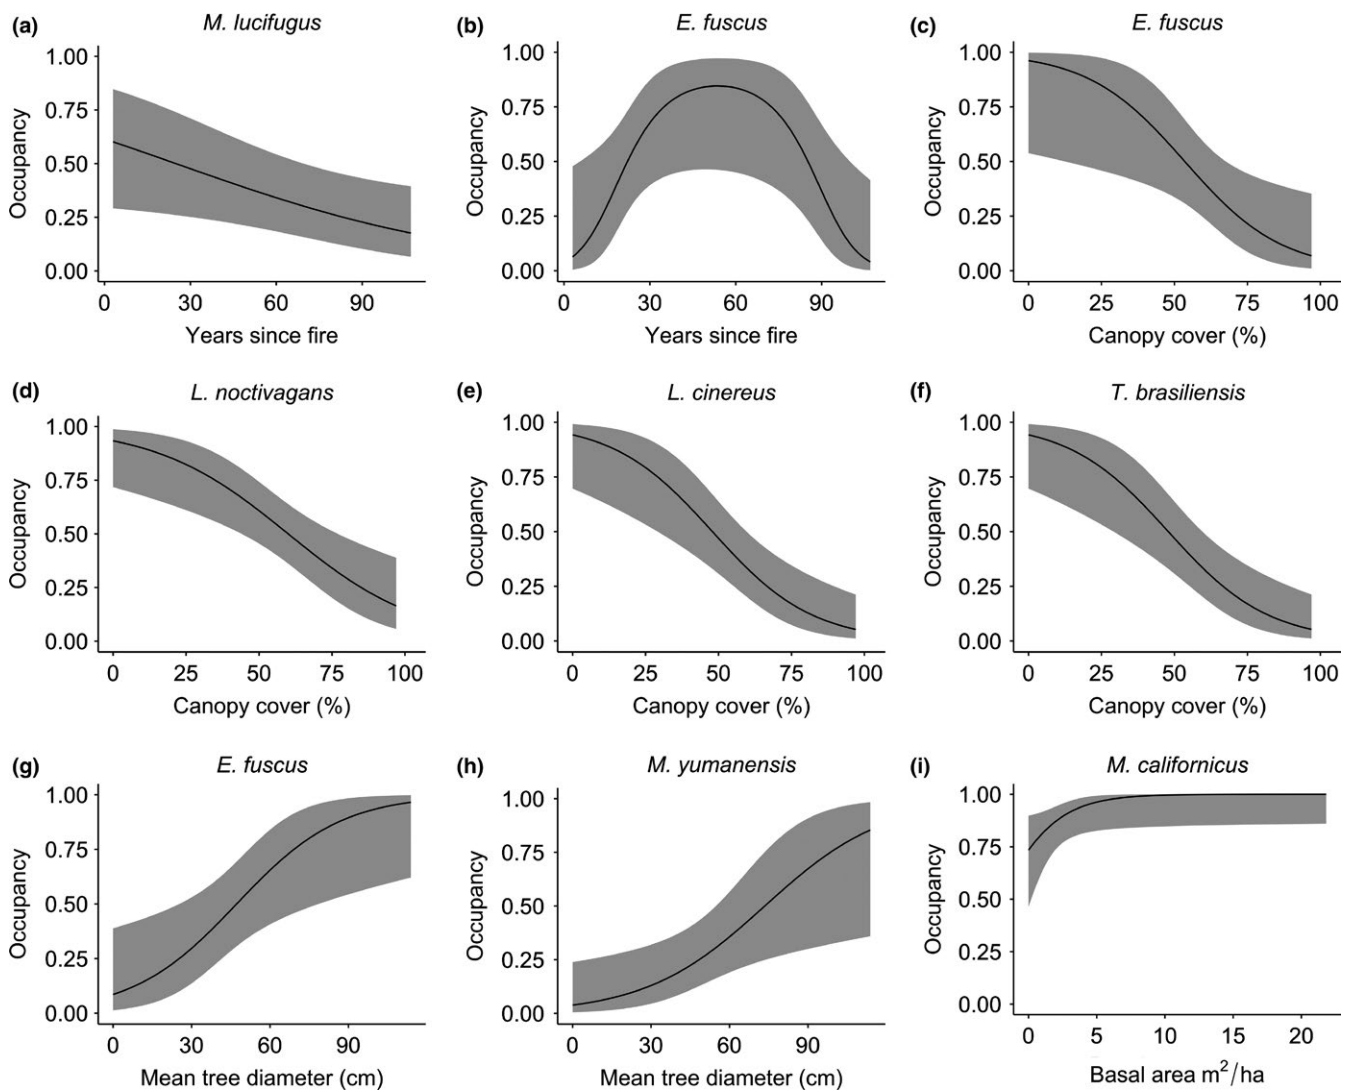 (a) M. lucifugus
Occupancy
1.00
0.75
0.50
0.25
0.00
0 30 60 90
Years since fire
(b) E. fuscus
Occupancy
1.00
0.75
0.50
0.25
0.00
0 30 60 90
Years since fire
(c) E. fuscus
Occupancy
1.00
0.75
0.50
0.25
0.00
0 25 50 75 100
Canopy cover (%)
(d) L. noctivagans
Occupancy
1.00
0.75
0.50
0.25
0.00
0 25 50 75 100
Canopy cover (%)
(e) L. cinereus
Occupancy
1.00
0.75
0.50
0.25
0.00
0 25 50 75 100
Canopy cover (%)
(f) T. brasiliensis
Occupancy
1.00
0.75
0.50
0.25
0.00
0 25 50 75 100
Canopy cover (%)
(g) E. fuscus
Occupancy
1.00
0.75
0.50
0.25
0.00
0 30 60 90
Mean tree diameter (cm)
(h) M. yumanensis
Occupancy
1.00
0.75
0.50
0.25
0.00
0 30 60 90
Mean tree diameter (cm)
(i) M. californicus
Occupancy
1.00
0.75
0.50
0.25
0.00
0 5 10 15 20
Basal area m²/ha